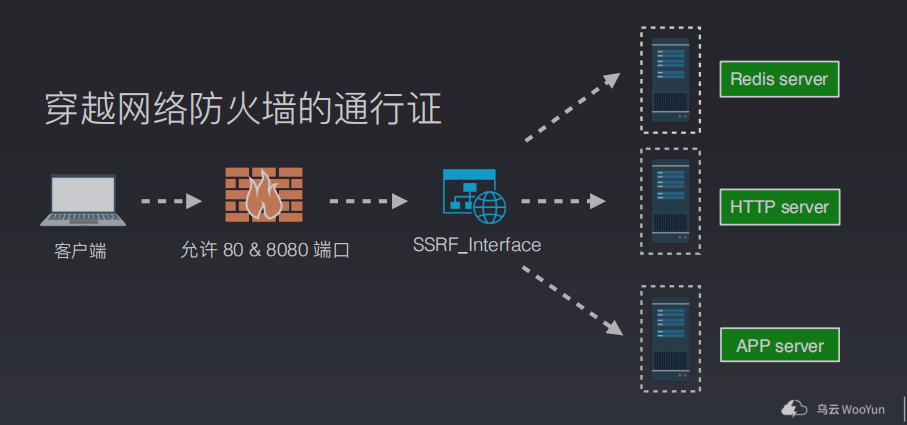 穿越网络防火墙的通行证
Redis server
HTTP server
客户端
允许 80 & 8080 端口
SSRF_Interface
APP server
乌云 WooYun